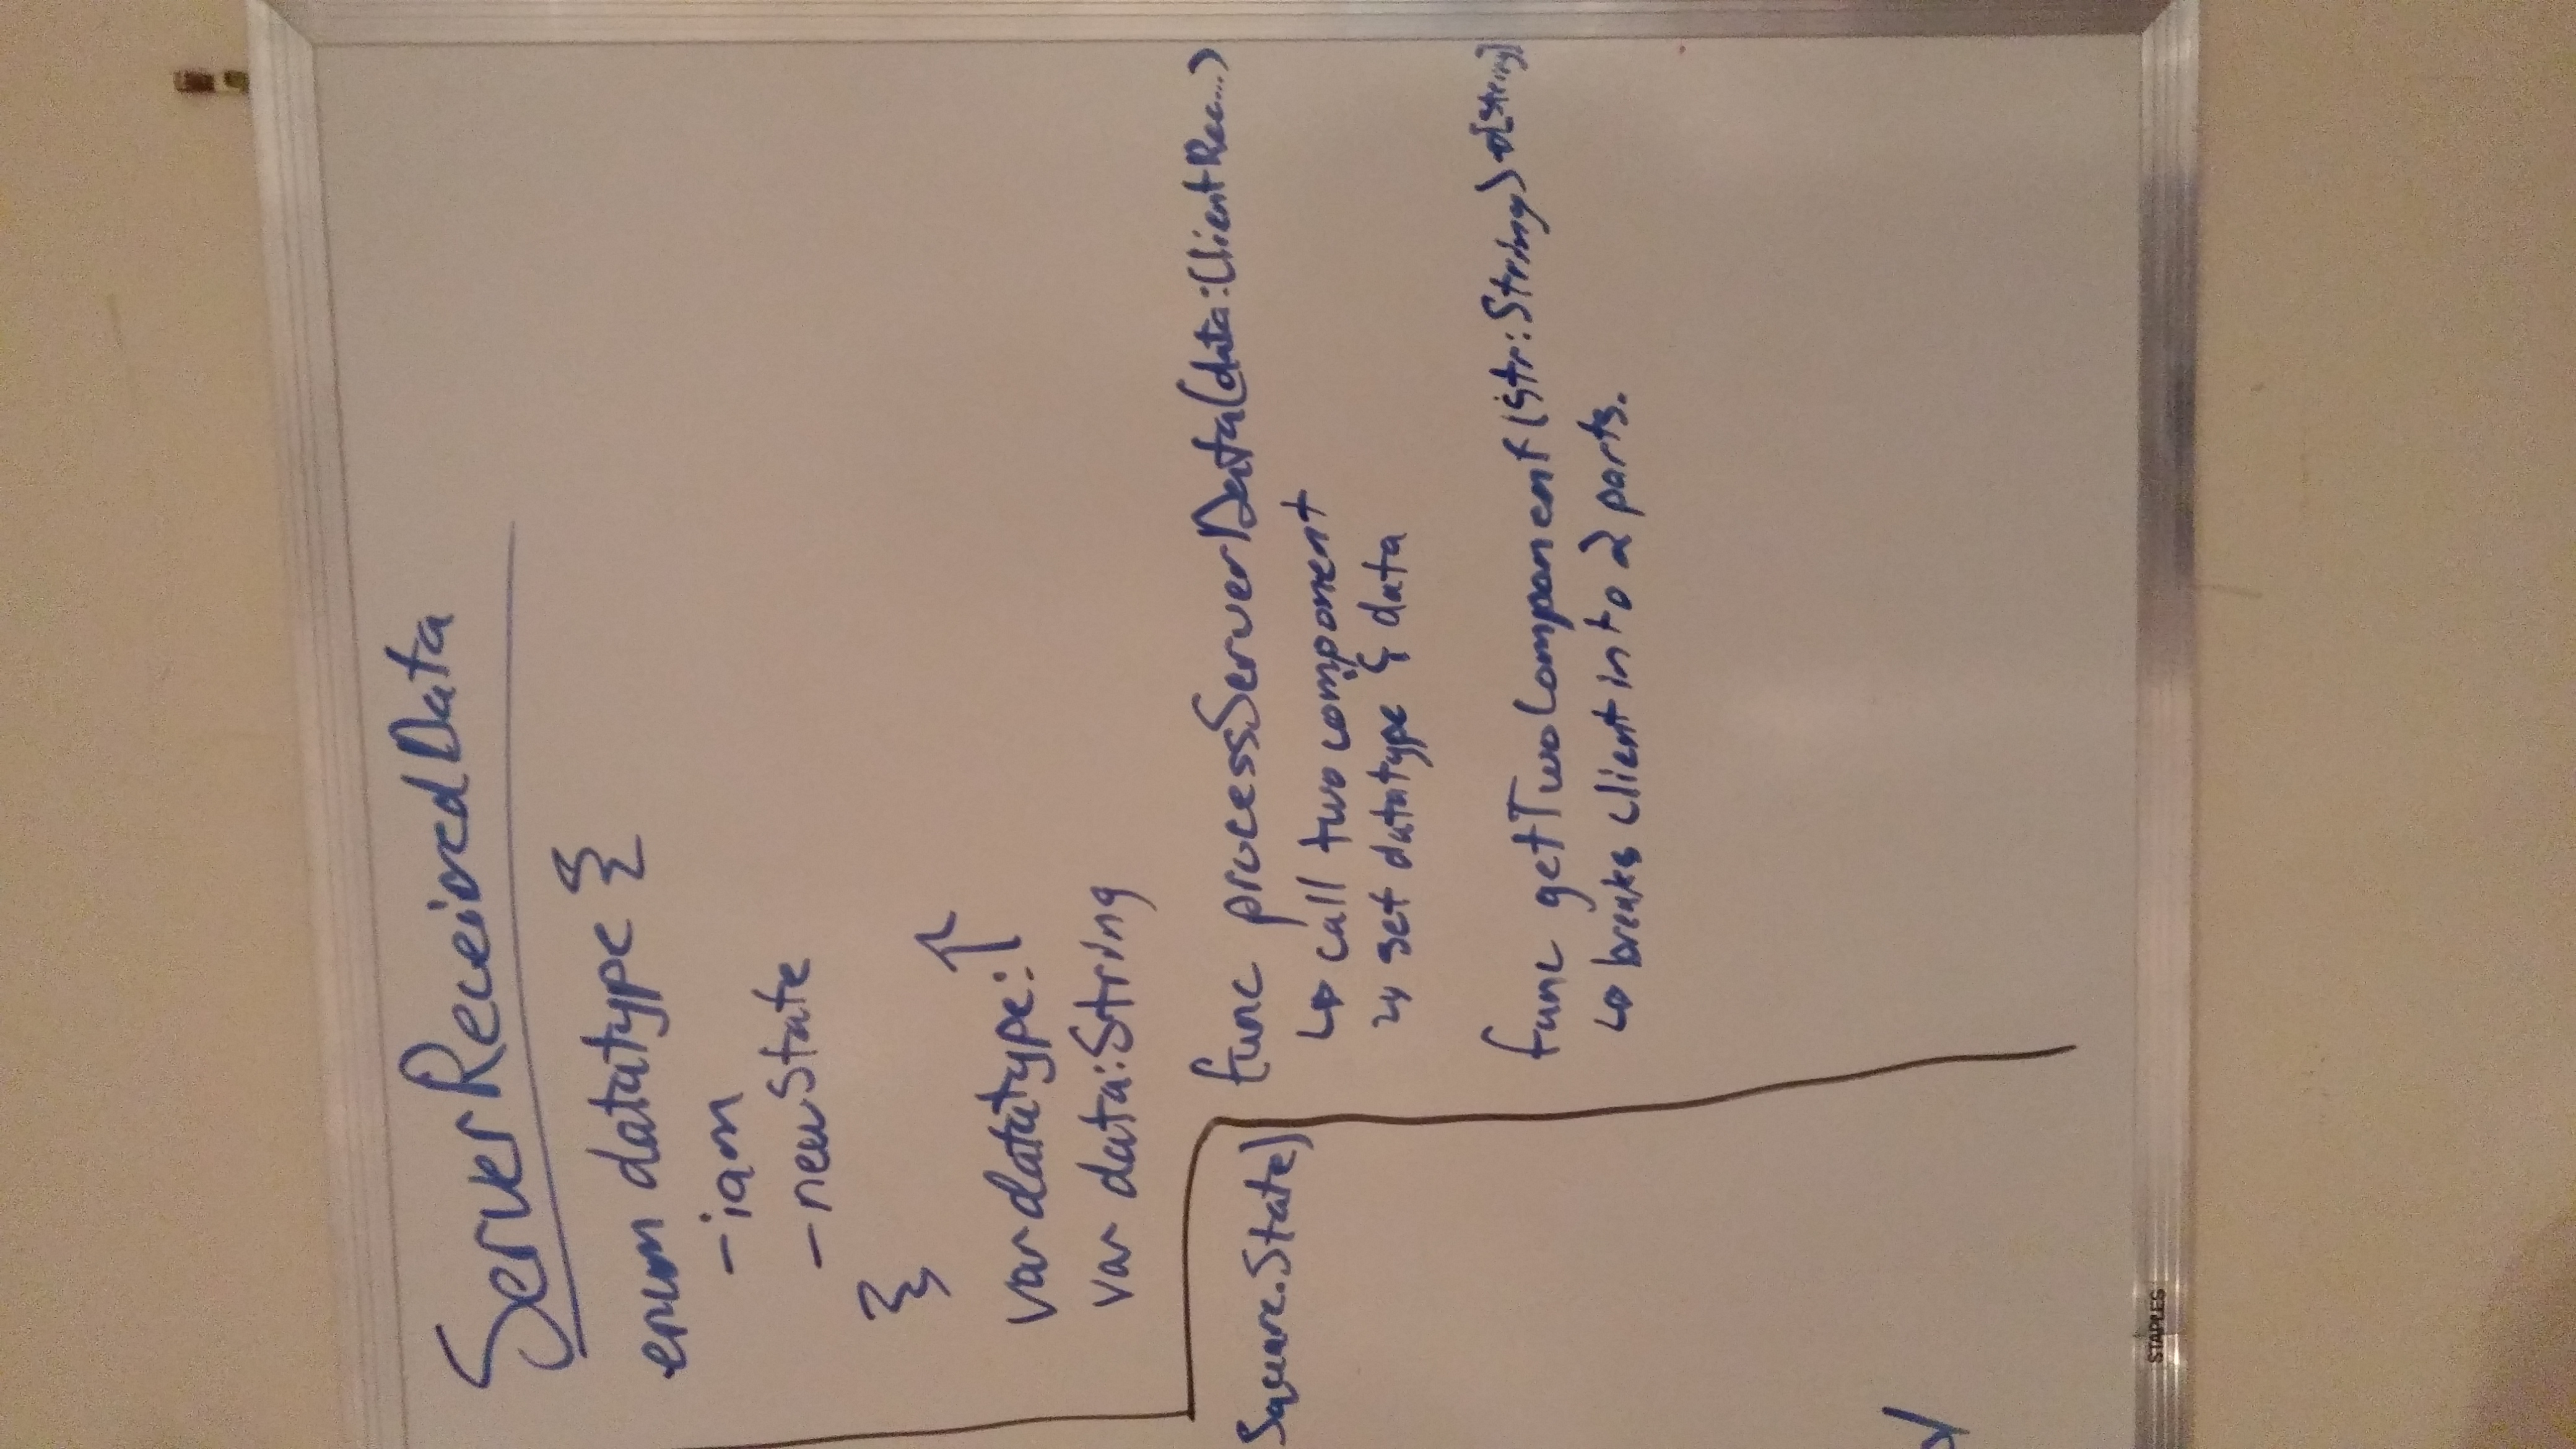 ServerReceivedData
enum datatype {
-iam
-newState
}
var datatype:↑
var data:String
Square.State)
func processServerData(data:ClientRec...)
↳ call two component
↳ set datatype & data
func getTwoComponent(str:String)→[String]
↳ breaks client into 2 parts.
STAPLES